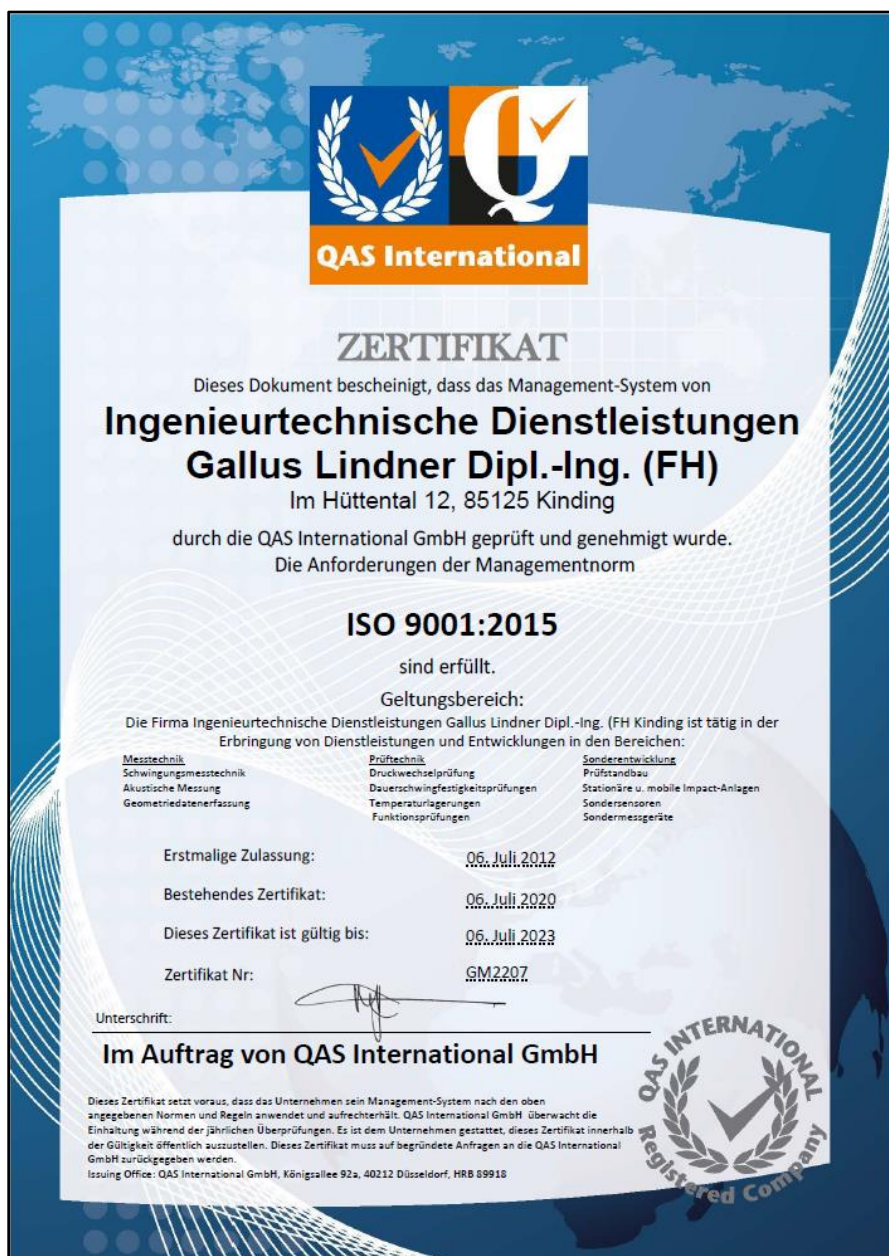 QAS International
ZERTIFIKAT
Dieses Dokument bescheinigt, dass das Management-System von
Ingenieurtechnische Dienstleistungen
Gallus Lindner Dipl.-Ing. (FH)
Im Hüttental 12, 85125 Kinding
durch die QAS International GmbH geprüft und genehmigt wurde.
Die Anforderungen der Managementnorm
ISO 9001:2015
sind erfüllt.
Geltungsbereich:
Die Firma Ingenieurtechnische Dienstleistungen Gallus Lindner Dipl.-Ing. (FH Kinding ist tätig in der
Erbringung von Dienstleistungen und Entwicklungen in den Bereichen:
Messtechnik Prüftechnik Sonderentwicklung
Schwingungsmesstechnik Druckwechselprüfung Prüfstandbau
Akustische Messung Dauerschwingfestigkeitsprüfungen Stationäre u. mobile Impact-Anlagen
Geometriedatenerfassung Temperaturlagerungen Sondersensoren
Funktionsprüfungen Sondermessgeräte
Erstmalige Zulassung: 06. Juli 2012
Bestehendes Zertifikat: 06. Juli 2020
Dieses Zertifikat ist gültig bis: 06. Juli 2023
Zertifikat Nr: GM2207
Unterschrift:
Im Auftrag von QAS International GmbH
Dieses Zertifikat setzt voraus, dass das Unternehmen sein Management-System nach den oben
angegebenen Normen und Regeln anwendet und aufrechterhält. QAS International GmbH überwacht die
Einhaltung während der jährlichen Überprüfungen. Es ist dem Unternehmen gestattet, dieses Zertifikat innerhalb
der Gültigkeit öffentlich auszustellen. Dieses Zertifikat muss auf begründete Anfragen an die QAS International
GmbH zurückgegeben werden.
Issuing Office: QAS International GmbH, Königsallee 92a, 40212 Düsseldorf, HRB 89918
QAS INTERNATIONAL
Registered Company